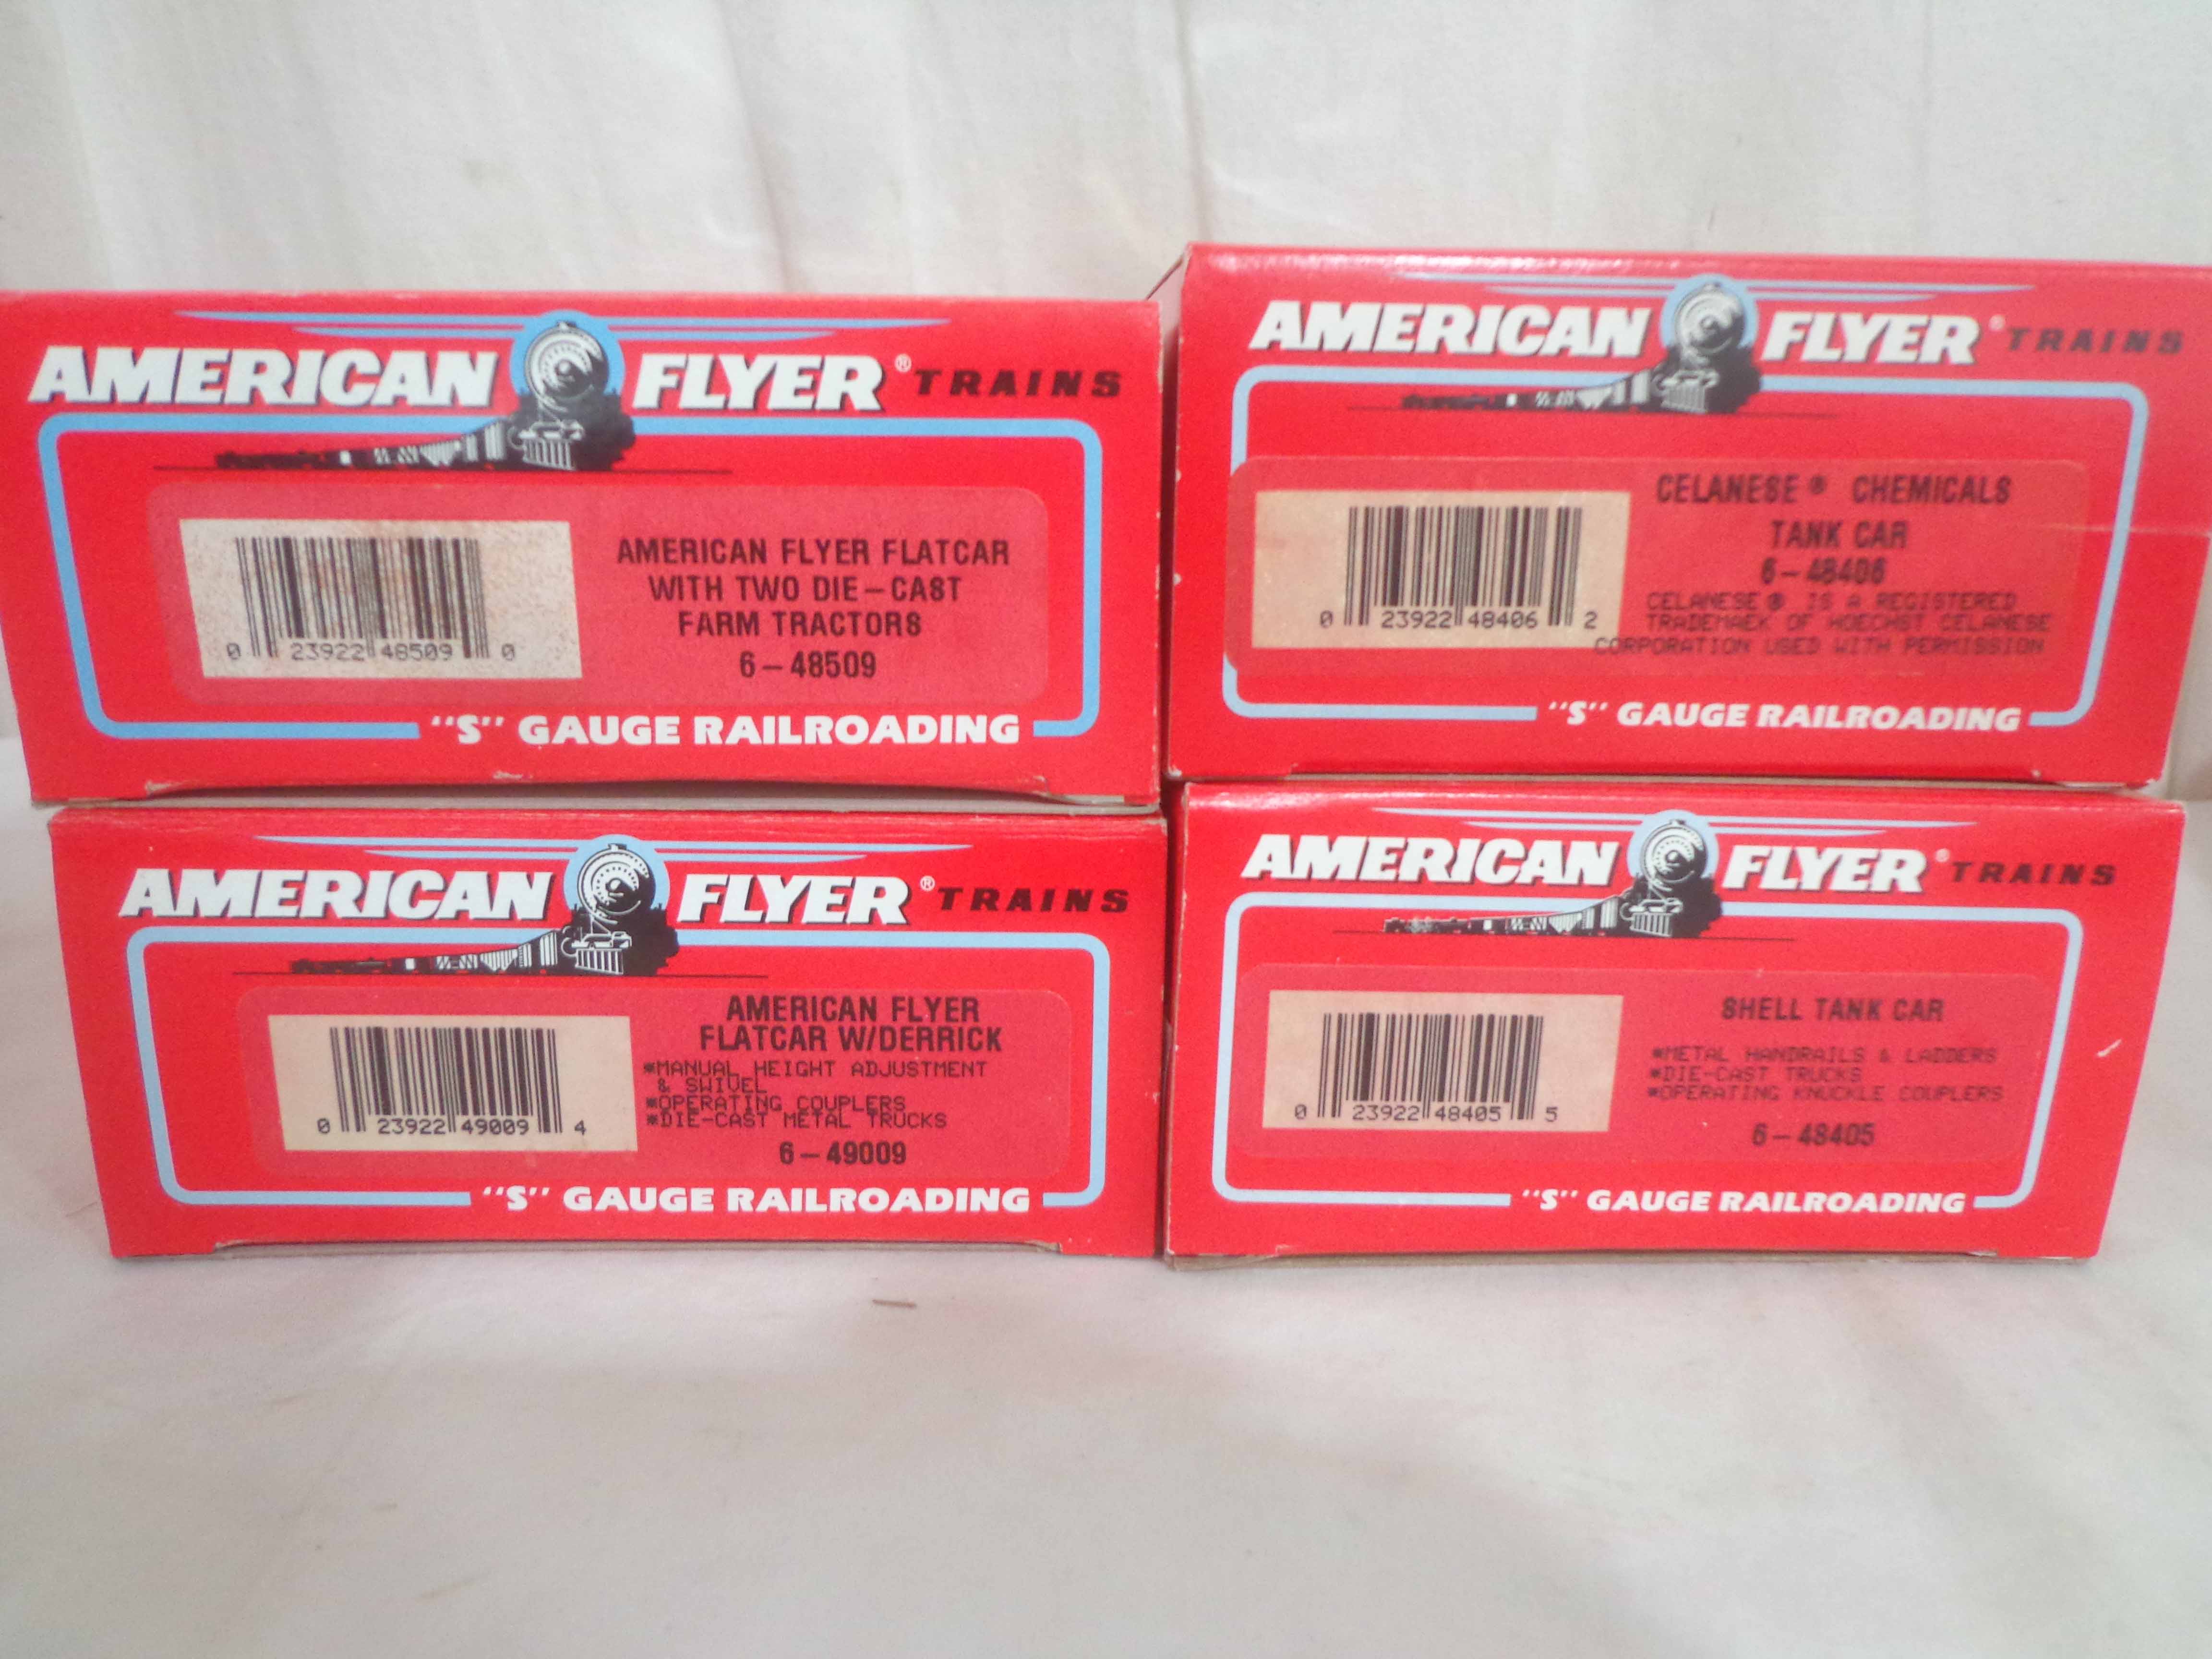 AMERICAN FLYER® TRAINS
AMERICAN FLYER FLATCAR
WITH TWO DIE-CAST
FARM TRACTORS
6-48509
0 23922 48509 0
"S" GAUGE RAILROADING
AMERICAN FLYER® TRAINS
CELANESE® CHEMICALS
TANK CAR
6-48406
CELANESE® IS A REGISTERED
TRADEMAEK OF HOECHST CELANESE
CORPORATION USED WITH PERMISSION
0 23922 48406 2
"S" GAUGE RAILROADING
AMERICAN FLYER® TRAINS
AMERICAN FLYER
FLATCAR W/DERRICK
*MANUAL HEIGHT ADJUSTMENT
& SWIVEL
*OPERATING COUPLERS
*DIE-CAST METAL TRUCKS
6-49009
0 23922 49009 4
"S" GAUGE RAILROADING
AMERICAN FLYER® TRAINS
SHELL TANK CAR
*METAL HANDRAILS & LADDERS
*DIE-CAST TRUCKS
*OPERATING KNUCKLE COUPLERS
6-48405
0 23922 48405 5
"S" GAUGE RAILROADING